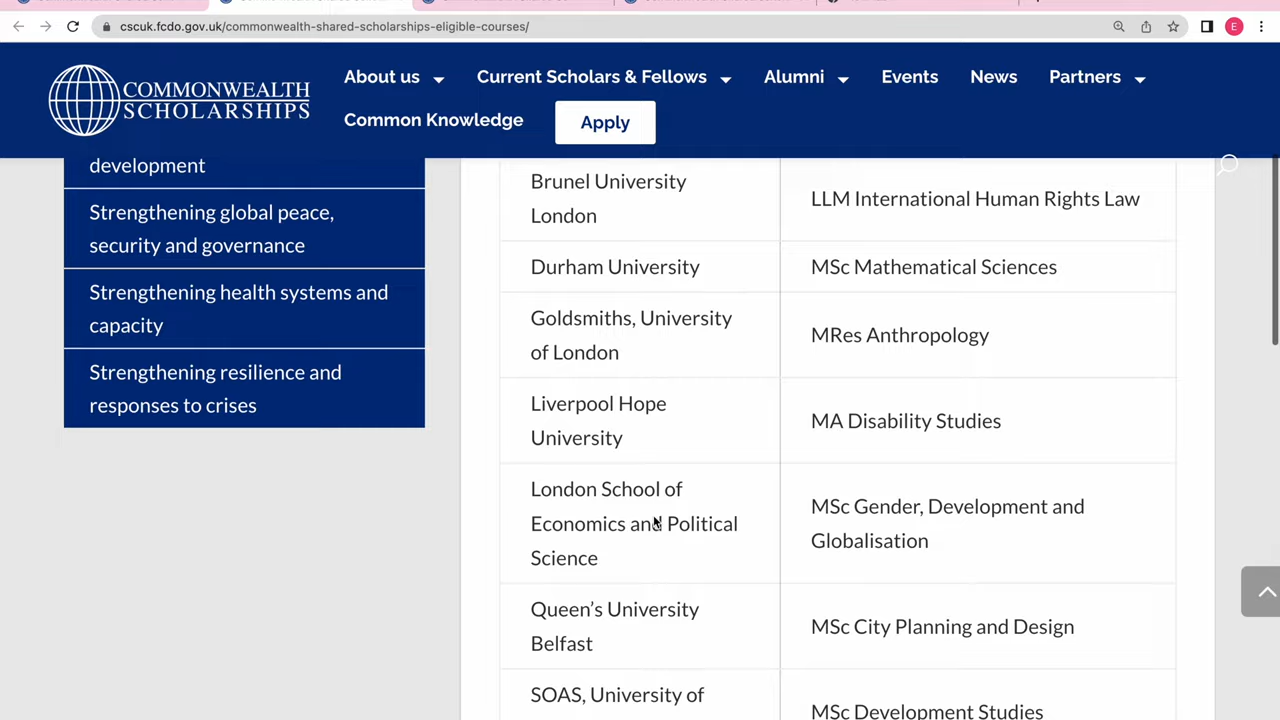 cscuk.fcdo.gov.uk/commonwealth-shared-scholarships-eligible-courses/
E
COMMONWEALTH
SCHOLARSHIPS
About us
Current Scholars & Fellows
Alumni
Events
News
Partners
Common Knowledge
Apply
development
Strengthening global peace,
security and governance
Strengthening health systems and
capacity
Strengthening resilience and
responses to crises
Brunel University
London
LLM International Human Rights Law
Durham University
MSc Mathematical Sciences
Goldsmiths, University
of London
MRes Anthropology
Liverpool Hope
University
MA Disability Studies
London School of
Economics and Political
Science
MSc Gender, Development and
Globalisation
Queen’s University
Belfast
MSc City Planning and Design
SOAS, University of
MSc Development Studies